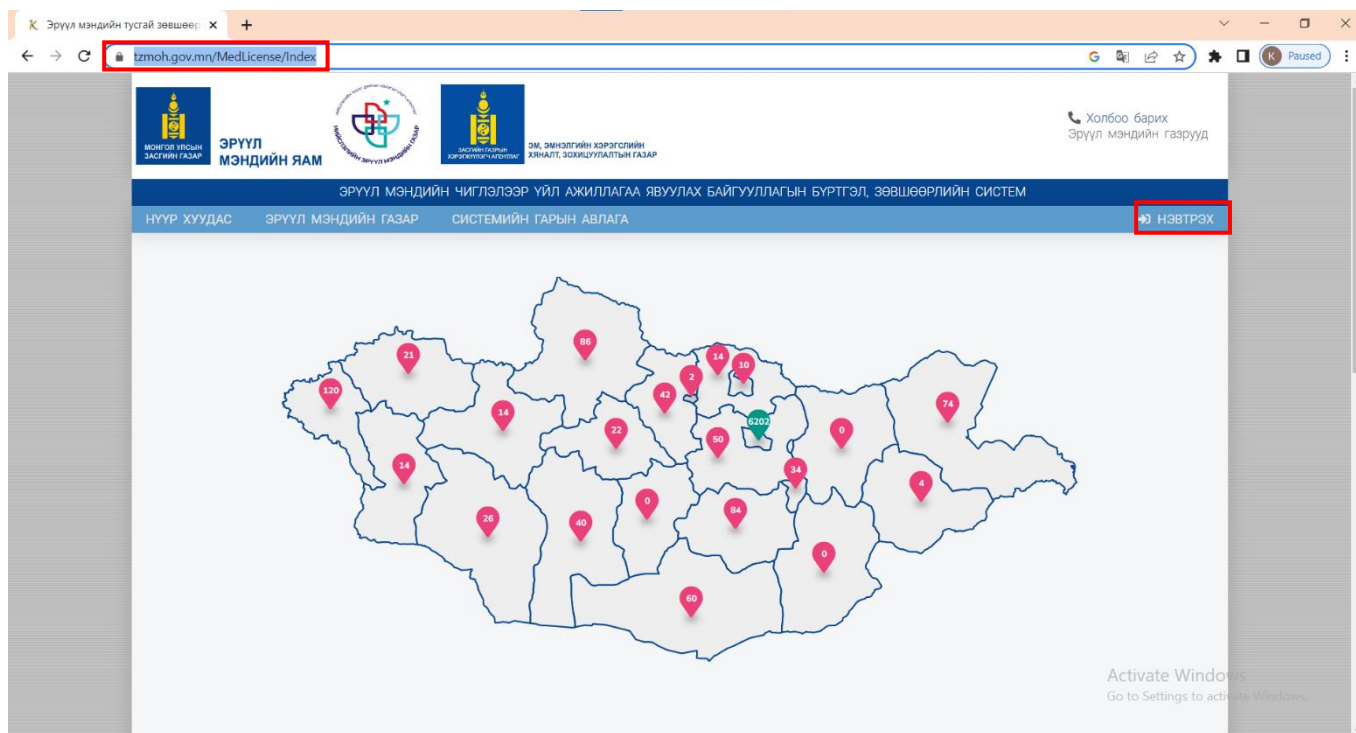 Эрүүл мэндийн тусгай зөвшөөр
tzmoh.gov.mn/MedLicense/Index
K
Paused
МОНГОЛ УЛСЫН
ЗАСГИЙН ГАЗАР
ЭРҮҮЛ
МЭНДИЙН ЯАМ
НИЙСЛЭЛИЙН ЭРҮҮЛ МЭНДИЙН ГАЗАР
ЗАСГИЙН ГАЗРЫН
ХЭРЭГЖҮҮЛЭГЧ АГЕНТЛАГ
ЭМ, ЭМНЭЛГИЙН ХЭРЭГСЛИЙН
ХЯНАЛТ, ЗОХИЦУУЛАЛТЫН ГАЗАР
Холбоо барих
Эрүүл мэндийн газрууд
ЭРҮҮЛ МЭНДИЙН ЧИГЛЭЛЭЭР ҮЙЛ АЖИЛЛАГАА ЯВУУЛАХ БАЙГУУЛЛАГЫН БҮРТГЭЛ, ЗӨВШӨӨРЛИЙН СИСТЕМ
НҮҮР ХУУДАС ЭРҮҮЛ МЭНДИЙН ГАЗАР СИСТЕМИЙН ГАРЫН АВЛАГА НЭВТРЭХ
86
21
14
10
2
120
42
74
14
6202
22
50
0
14
34
4
0
84
26
40
0
60
Activate Windows
Go to Settings to activate Windows.